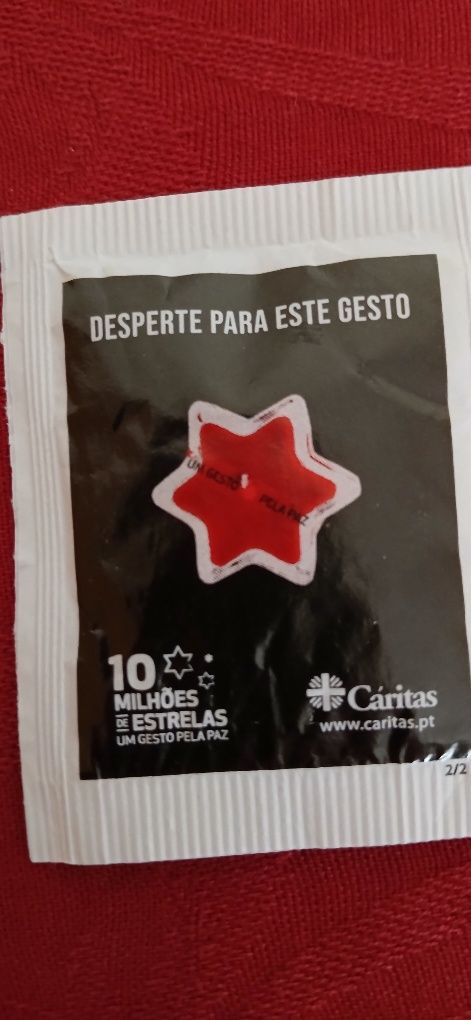 DESPERTE PARA ESTE GESTO
UM GESTO PELA PAZ
10
MILHÕES
DE ESTRELAS
UM GESTO PELA PAZ
Cáritas
www.caritas.pt
2/2